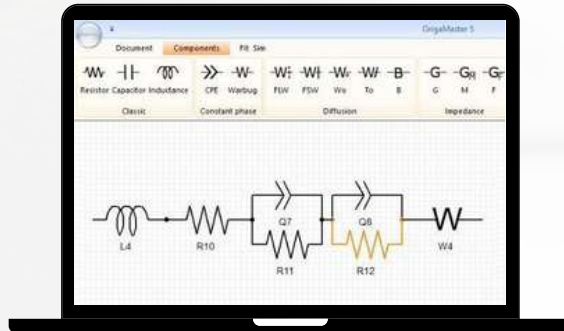 OrigaMaster 5
Document Components Fit Sim
Resistor Capacitor Inductance CPE Warbug FLW FSW Wo To B G M F
Classic Constant phase Diffusion Impedance
W
L4 R10 Q7 Q8 W4
R11 R12